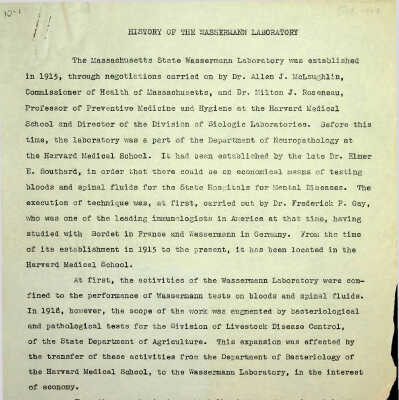 HISTORY OF THE WASSERMANN LABORATORY
The Massachusetts State Wassermann Laboratory was established
in 1915, through negotiations carried on by Dr. Allan J. McLaughlin,
Commissioner of Health of Massachusetts, and Dr. Milton J. Rosenau,
Professor of Preventive Medicine and Hygiene at the Harvard Medical
School and Director of the Division of Biologic Laboratories. Before this
time, the laboratory was a part of the Department of Neuropathology at
the Harvard Medical School. It had been established by the late Dr. Elmer
E. Southard, in order that there could be an economical means of testing
bloods and spinal fluids for the State Hospitals for Mental Diseases. The
execution of technique was, at first, carried out by Dr. Frederick P. Gay,
who was one of the leading immunologists in America at that time, having
studied with Bordet in France and Wassermann in Germany. From the time
of its establishment in 1915 to the present, it has been located in the
Harvard Medical School.
At first, the activities of the Wassermann Laboratory were con-
fined to the performance of Wassermann tests on bloods and spinal fluids.
In 1918, however, the scope of the work was augmented by bacteriological
and pathological tests for the Division of Livestock Disease Control,
of the State Department of Agriculture. This expansion was effected by
the transfer of these activities from the Department of Bacteriology of
the Harvard Medical School, to the Wassermann Laboratory, in the interest
of economy.